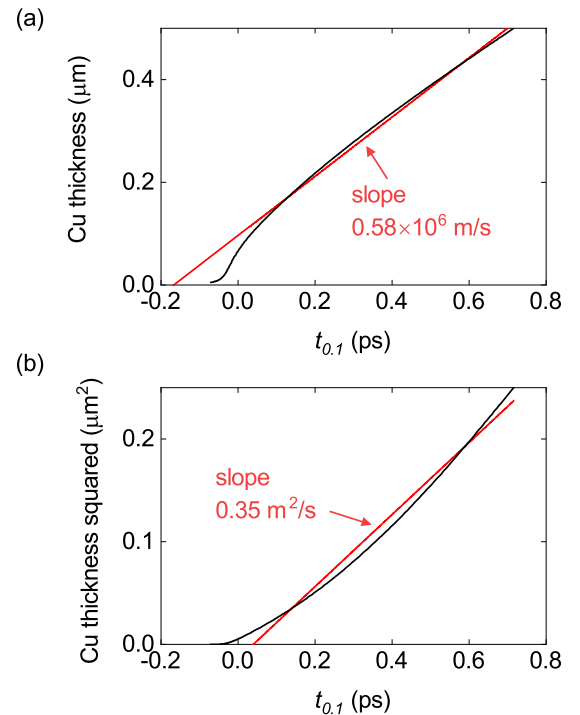 (a)
Cu thickness (μm)
0.4
0.2
0.0
slope
0.58×10⁶ m/s
-0.2 0.0 0.2 0.4 0.6 0.8
t₀.₁ (ps)
(b)
Cu thickness squared (μm²)
0.2
0.1
0.0
slope
0.35 m²/s
-0.2 0.0 0.2 0.4 0.6 0.8
t₀.₁ (ps)